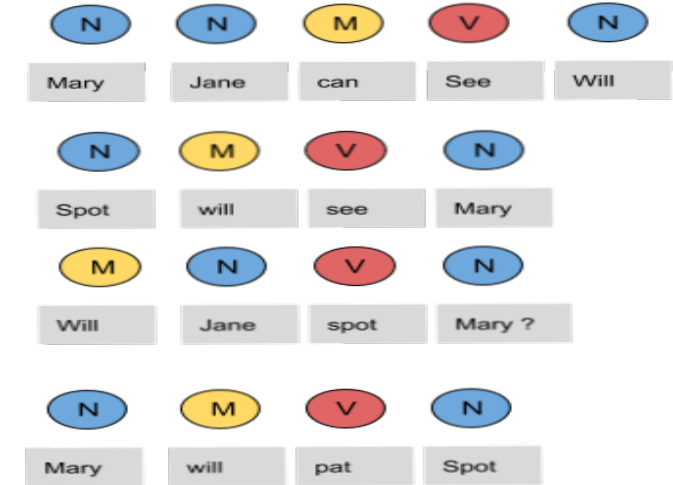 N N M V N
Mary Jane can See Will
N M V N
Spot will see Mary
M N V N
Will Jane spot Mary ?
N M V N
Mary will pat Spot